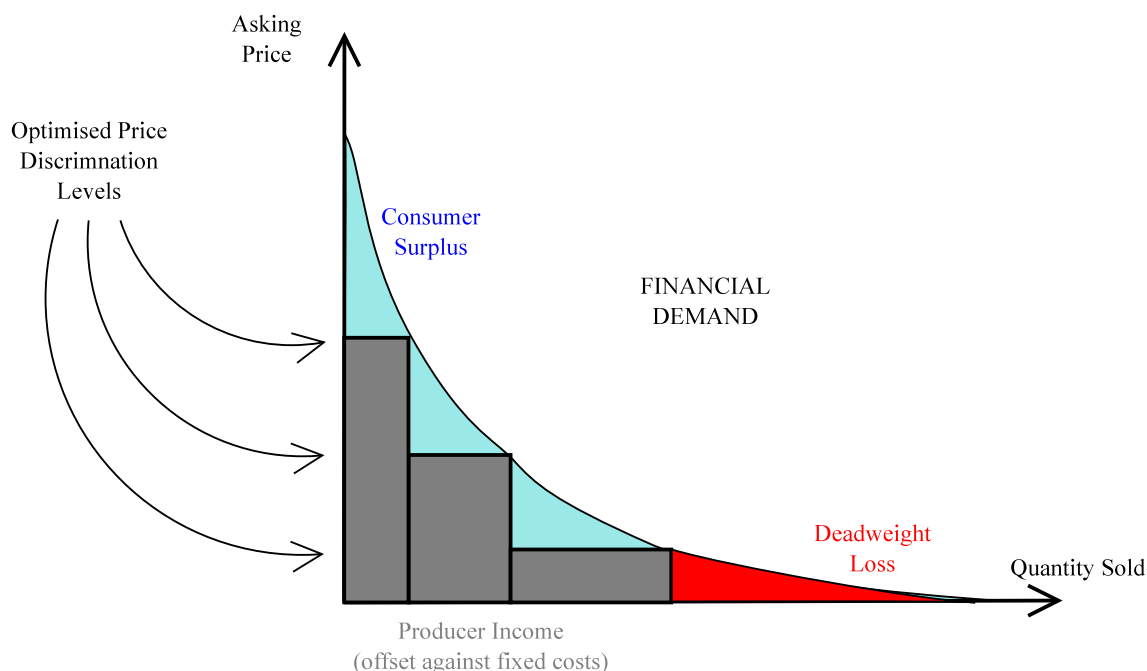 Asking
Price
Optimised Price
Discrimnation
Levels
Consumer
Surplus
FINANCIAL
DEMAND
Deadweight
Loss
Quantity Sold
Producer Income
(offset against fixed costs)